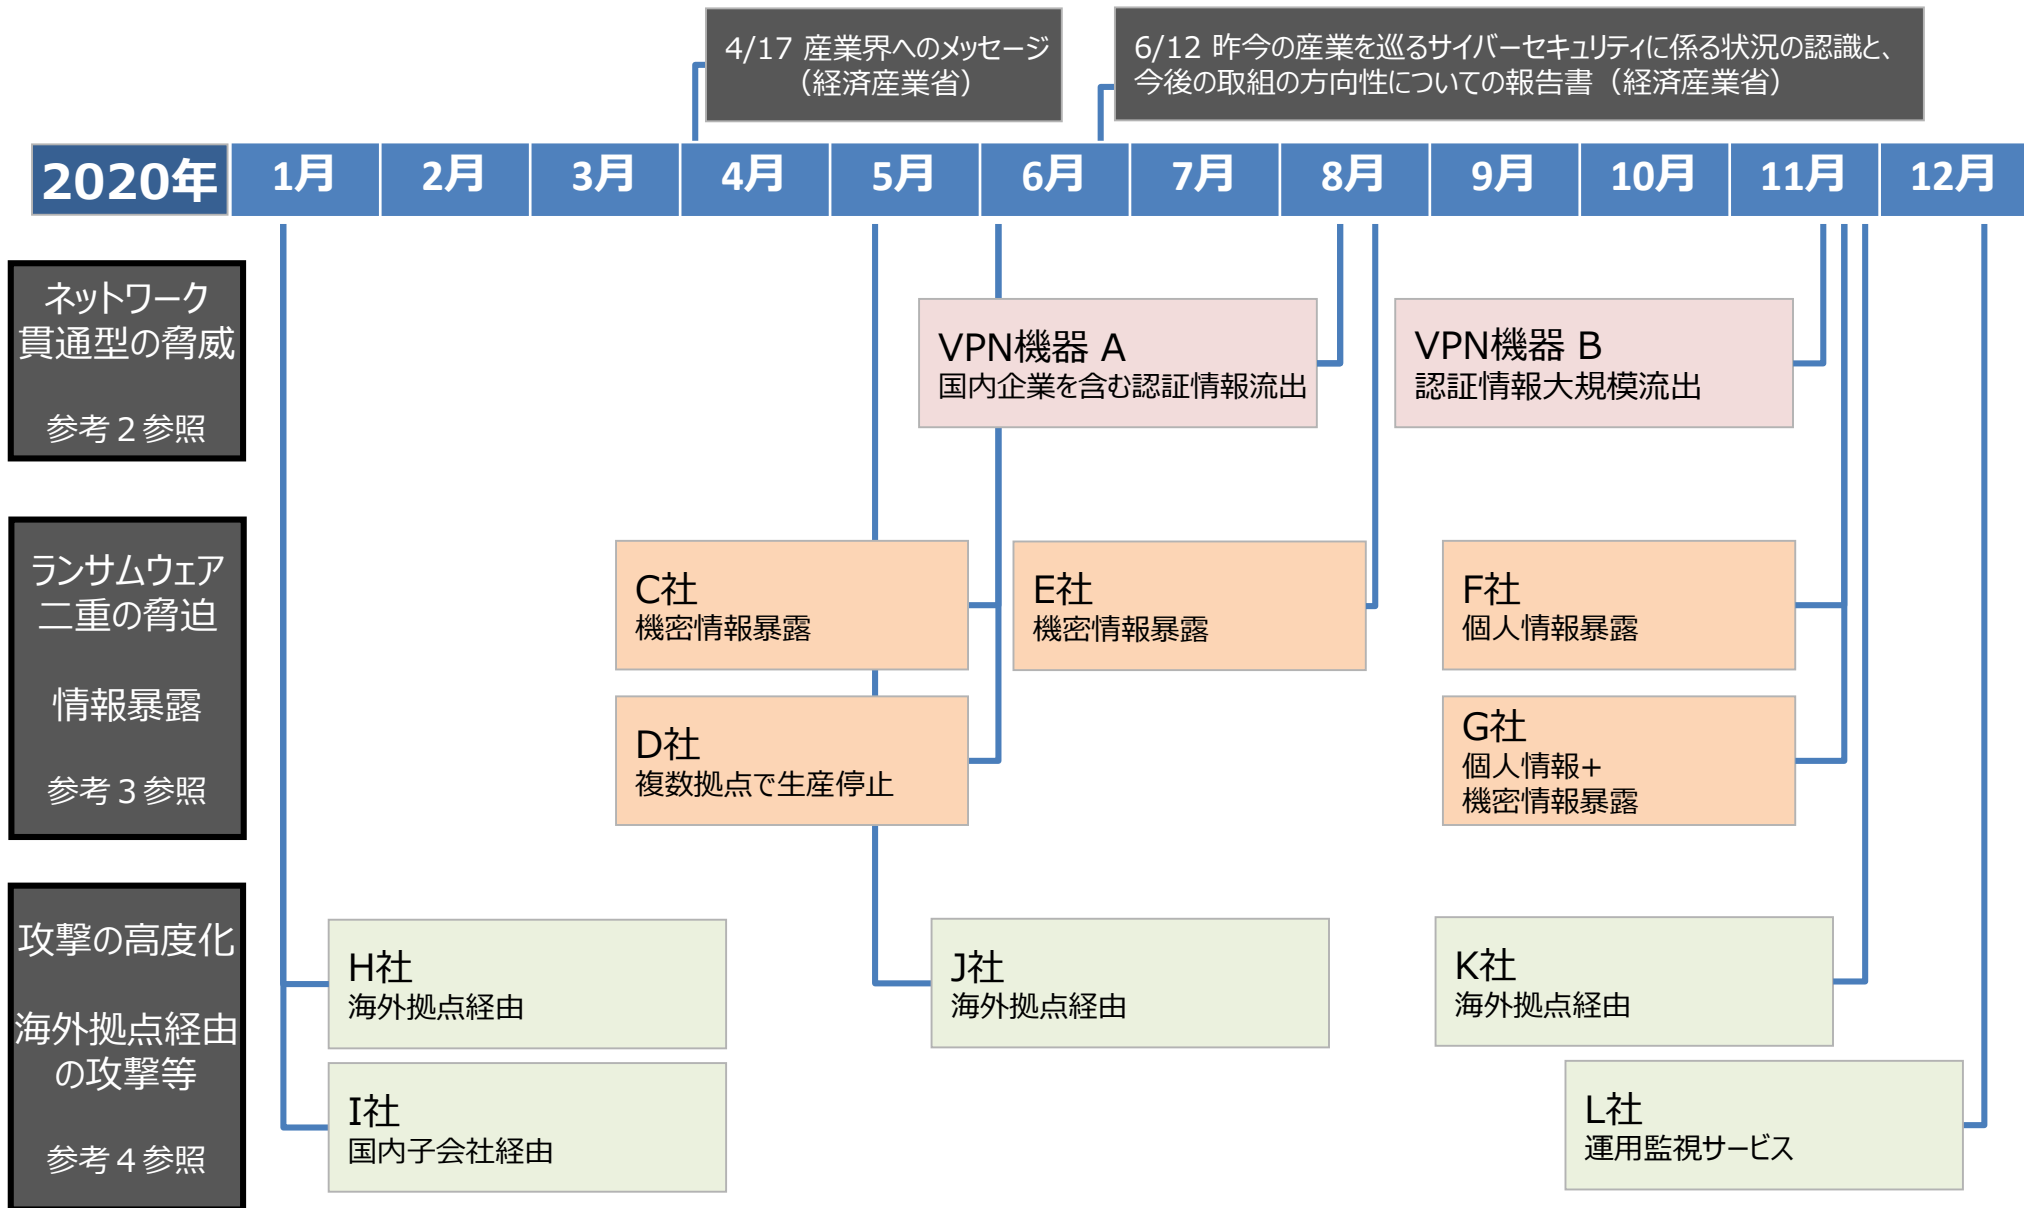 4/17 産業界へのメッセージ
（経済産業省）
6/12 昨今の産業を巡るサイバーセキュリティに係る状況の認識と、
今後の取組の方向性についての報告書（経済産業省）
2020年
1月
2月
3月
4月
5月
6月
7月
8月
9月
10月
11月
12月
ネットワーク
貫通型の脅威
参考２参照
VPN機器 A
国内企業を含む認証情報流出
VPN機器 B
認証情報大規模流出
ランサムウェア
二重の脅迫
情報暴露
参考３参照
C社
機密情報暴露
E社
機密情報暴露
F社
個人情報暴露
D社
複数拠点で生産停止
G社
個人情報+
機密情報暴露
攻撃の高度化
海外拠点経由
の攻撃等
参考４参照
H社
海外拠点経由
J社
海外拠点経由
K社
海外拠点経由
I社
国内子会社経由
L社
運用監視サービス